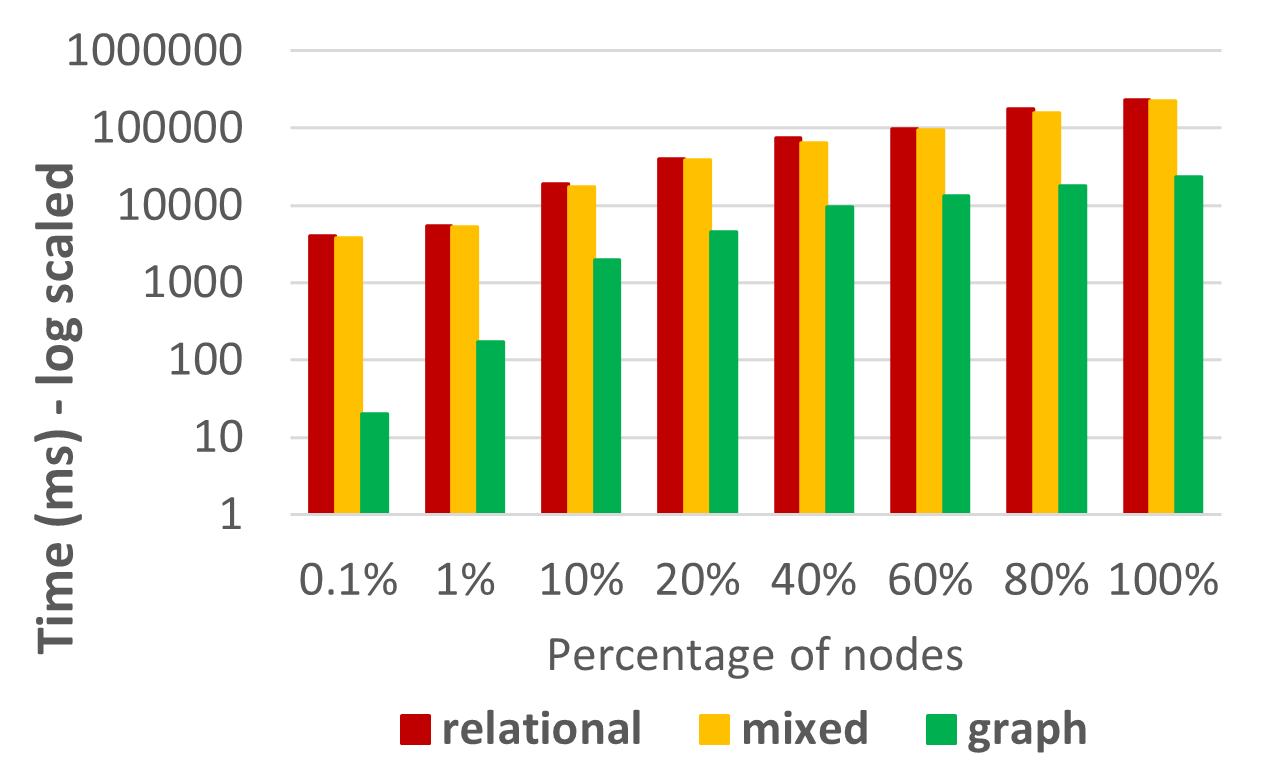 Time (ms) - log scaled
1000000
100000
10000
1000
100
10
1
0.1% 1% 10% 20% 40% 60% 80% 100%
Percentage of nodes
relational mixed graph